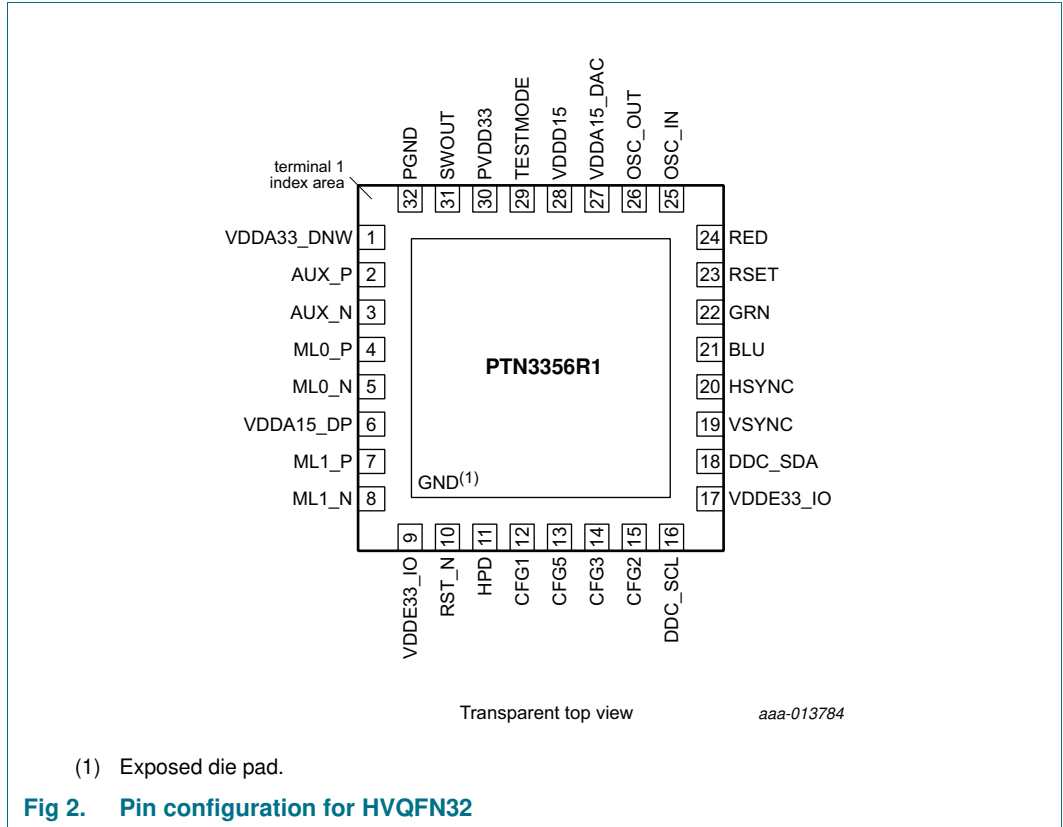 PGND
SWOUT
PVDD33
TESTMODE
VDDD15
VDDA15_DAC
OSC_OUT
OSC_IN
terminal 1
index area
32
31
30
29
28
27
26
25
VDDA33_DNW 1
AUX_P 2
AUX_N 3
ML0_P 4
ML0_N 5
VDDA15_DP 6
ML1_P 7
ML1_N 8
PTN3356R1
GND(1)
24 RED
23 RSET
22 GRN
21 BLU
20 HSYNC
19 VSYNC
18 DDC_SDA
17 VDDE33_IO
9
10
11
12
13
14
15
16
VDDE33_IO
RST_N
HPD
CFG1
CFG5
CFG3
CFG2
DDC_SCL
Transparent top view
aaa-013784
(1) Exposed die pad.
Fig 2. Pin configuration for HVQFN32